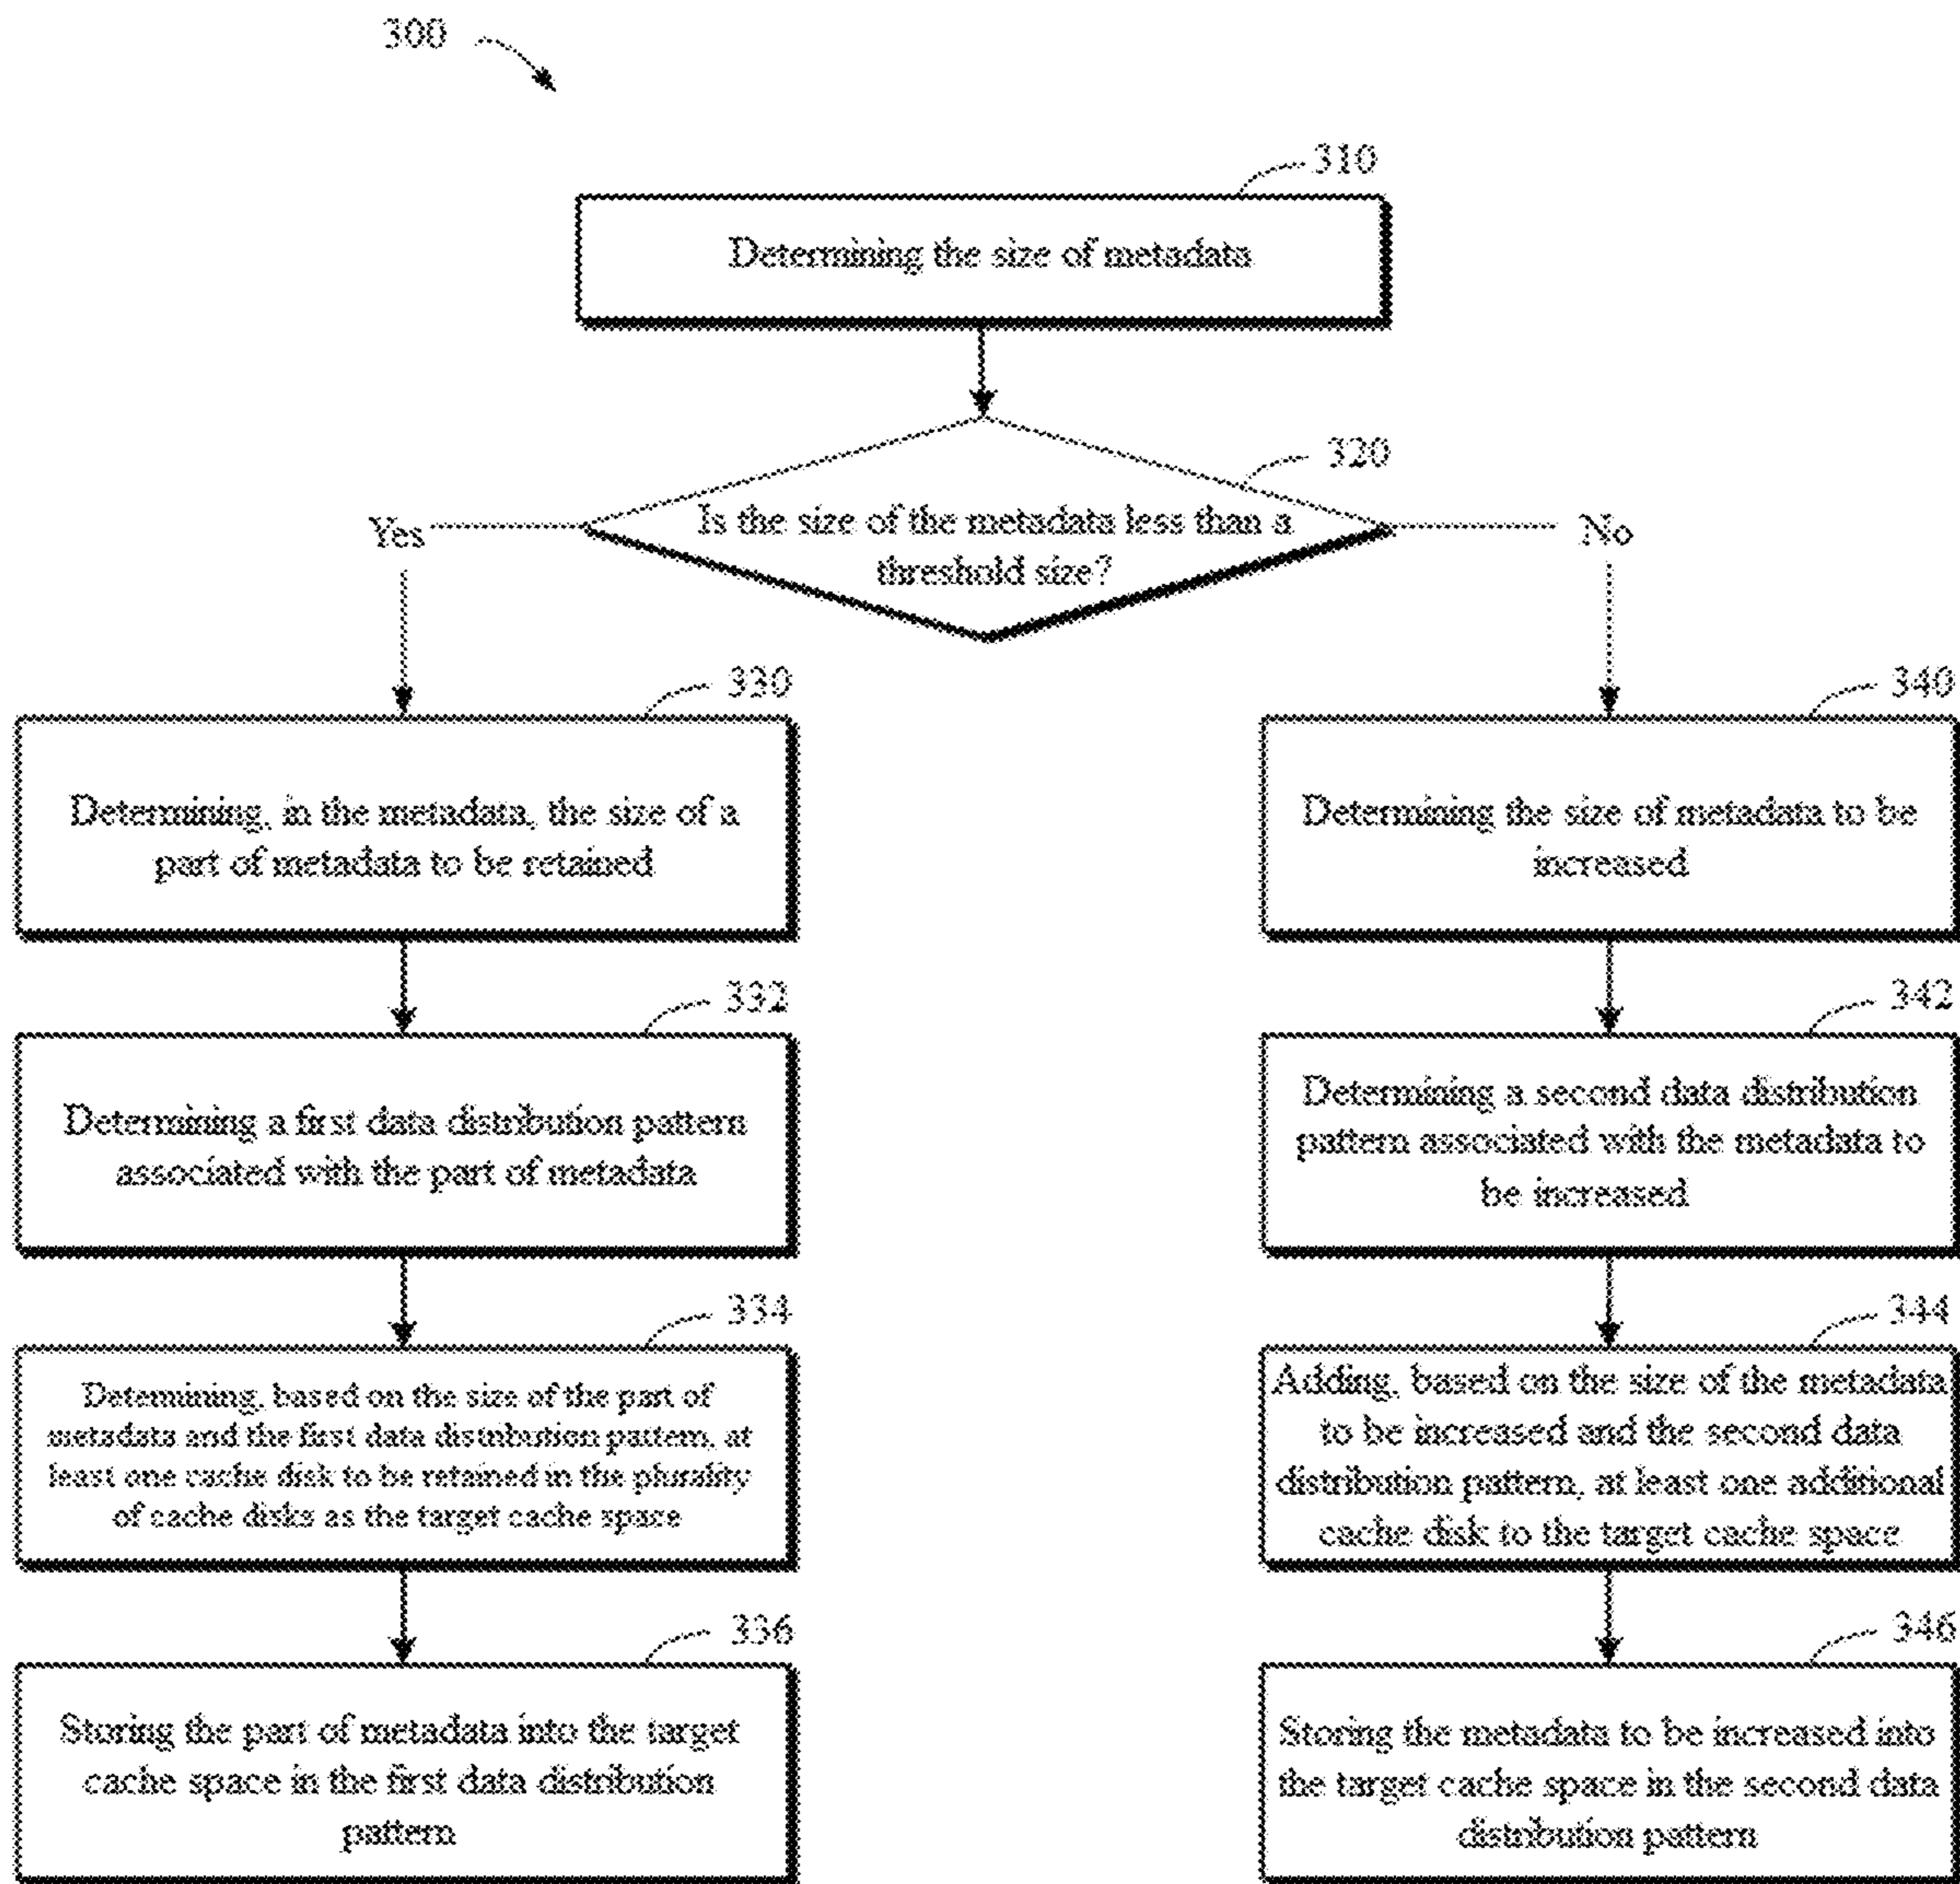 300
310
Determining the size of metadata
320
Is the size of the metadata less than a
threshold size?
Yes
No
330
Determining, in the metadata, the size of a
part of metadata to be retained
340
Determining the size of metadata to be
increased
332
Determining a first data distribution pattern
associated with the part of metadata
342
Determining a second data distribution
pattern associated with the metadata to
be increased
334
Determining, based on the size of the part of
metadata and the first data distribution pattern, at
least one cache disk to be retained in the plurality
of cache disks as the target cache space
344
Adding, based on the size of the metadata
to be increased and the second data
distribution pattern, at least one additional
cache disk to the target cache space
336
Storing the part of metadata into the target
cache space in the first data distribution
pattern
346
Storing the metadata to be increased into
the target cache space in the second data
distribution pattern